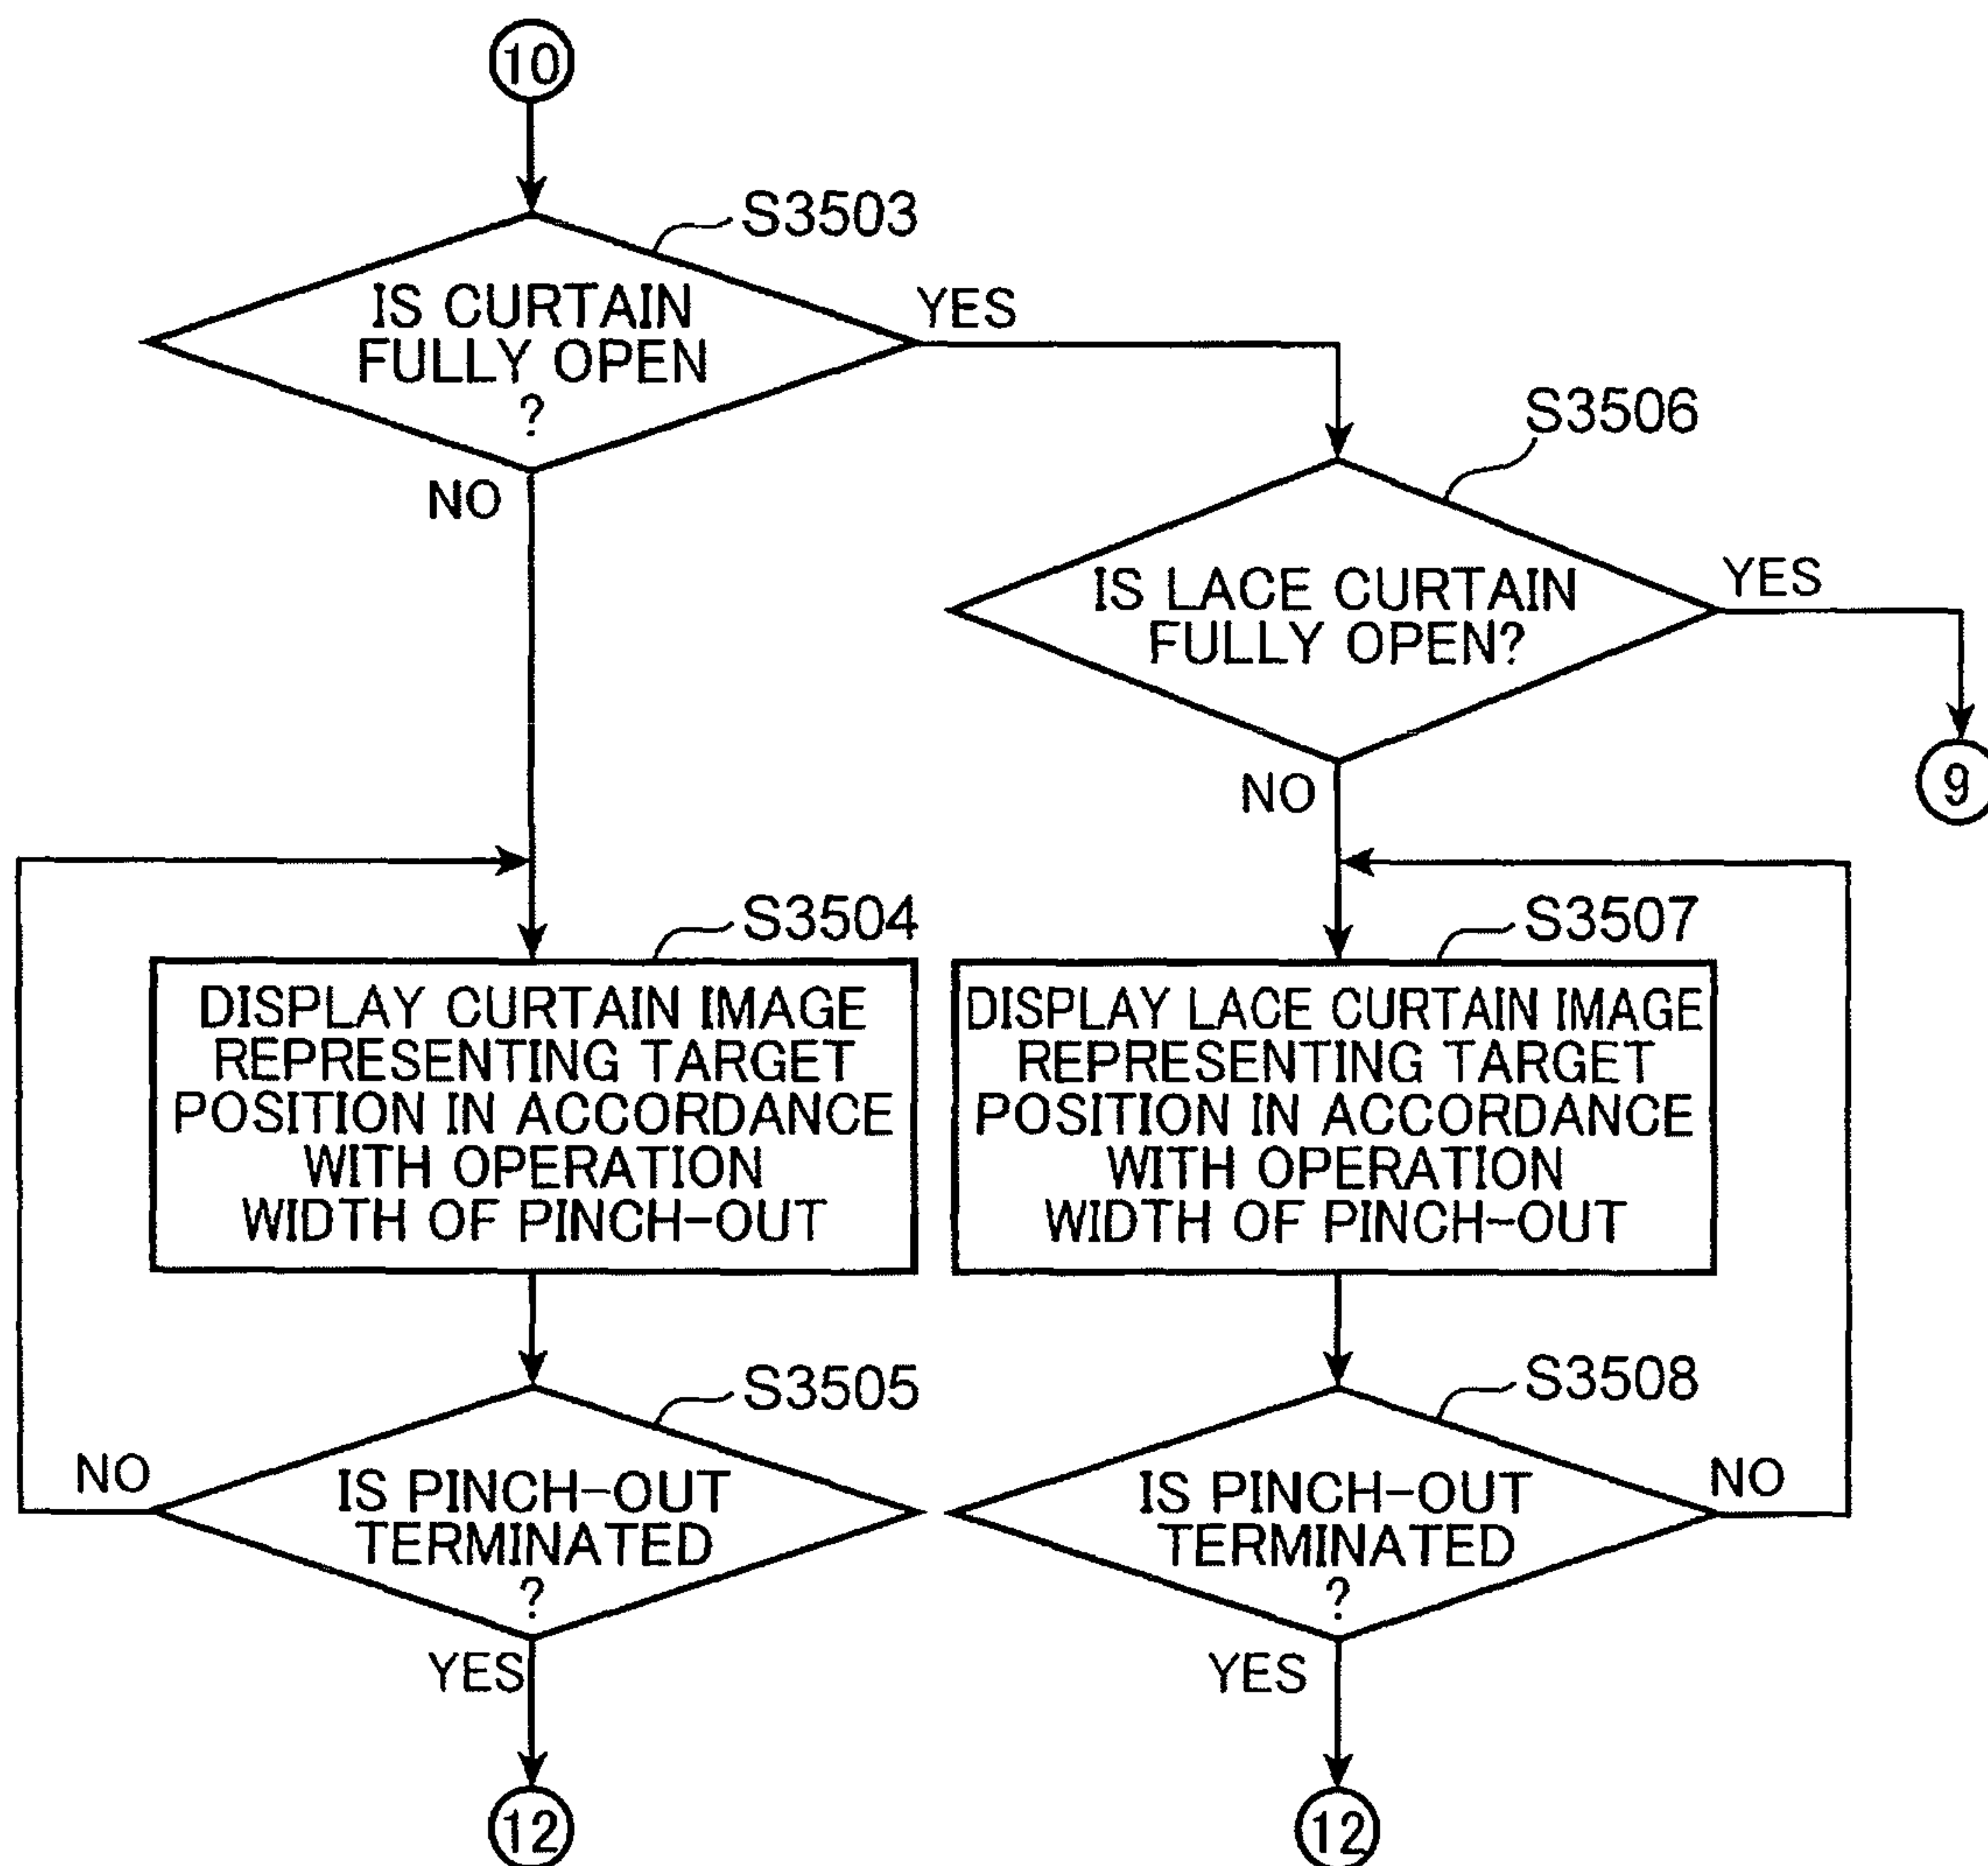 10
S3503
IS CURTAIN
FULLY OPEN
?
YES
NO
S3506
IS LACE CURTAIN
FULLY OPEN?
YES
NO
9
S3504
DISPLAY CURTAIN IMAGE
REPRESENTING TARGET
POSITION IN ACCORDANCE
WITH OPERATION
WIDTH OF PINCH-OUT
S3507
DISPLAY LACE CURTAIN IMAGE
REPRESENTING TARGET
POSITION IN ACCORDANCE
WITH OPERATION
WIDTH OF PINCH-OUT
S3505
IS PINCH-OUT
TERMINATED
?
NO
YES
12
S3508
IS PINCH-OUT
TERMINATED
?
NO
YES
12